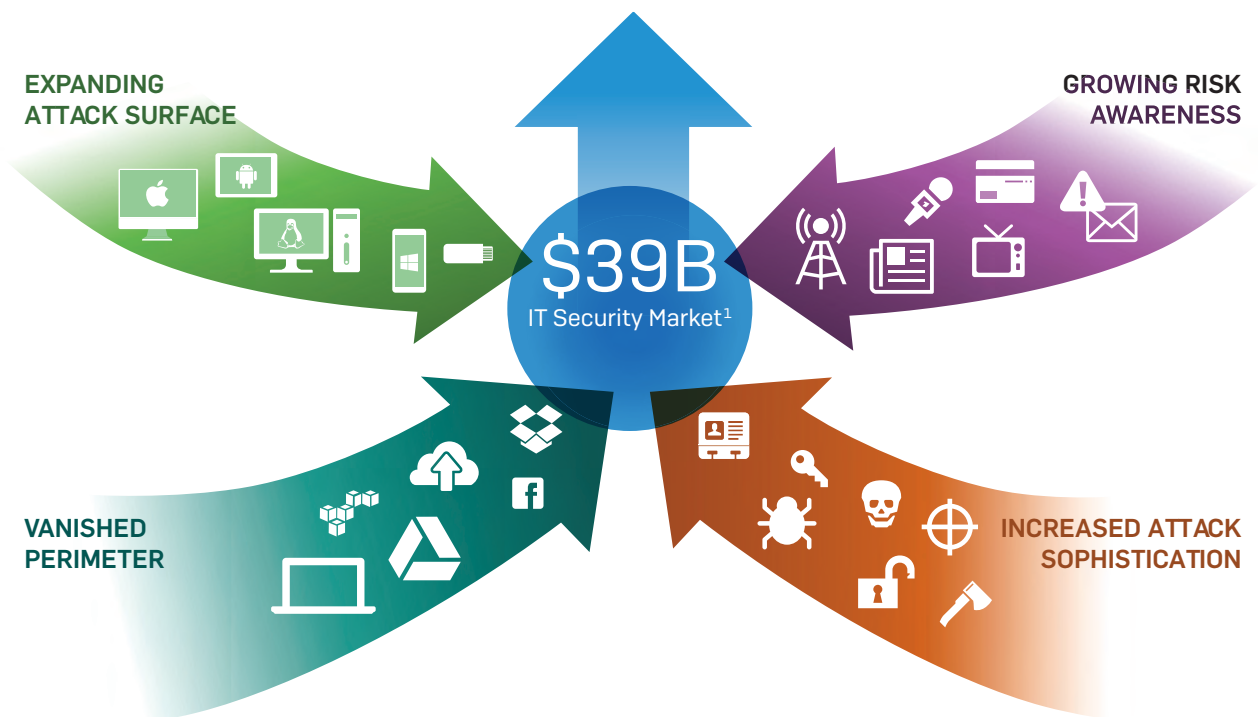 EXPANDING
ATTACK SURFACE
GROWING RISK
AWARENESS
$39B
IT Security Market¹
VANISHED
PERIMETER
INCREASED ATTACK
SOPHISTICATION